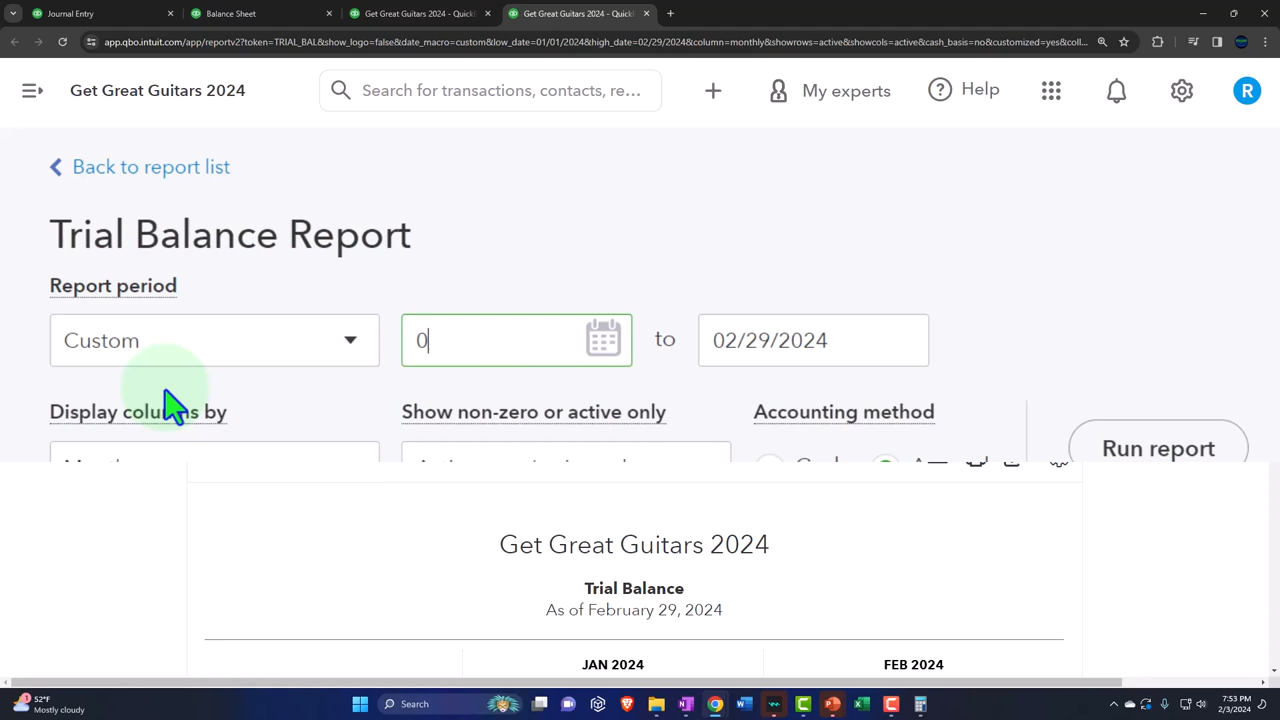 Journal Entry
Balance Sheet
Get Great Guitars 2024 - Quick
Get Great Guitars 2024 - Quick
app.qbo.intuit.com/app/reportv2?token=TRIAL_BAL&show_logo=false&date_macro=custom&low_date=01/01/2024&high_date=02/29/2024&column=monthly&showrows=active&showcols=active&cash_basis=no&customized=yes&coll...
Get Great Guitars 2024
Search for transactions, contacts, re...
My experts
Help
R
Back to report list
Trial Balance Report
Report period
Custom
0
to
02/29/2024
Display columns by
Show non-zero or active only
Accounting method
Run report
Get Great Guitars 2024
Trial Balance
As of February 29, 2024
JAN 2024
FEB 2024
52°F
Mostly cloudy
Search
7:53 PM
2/3/2024